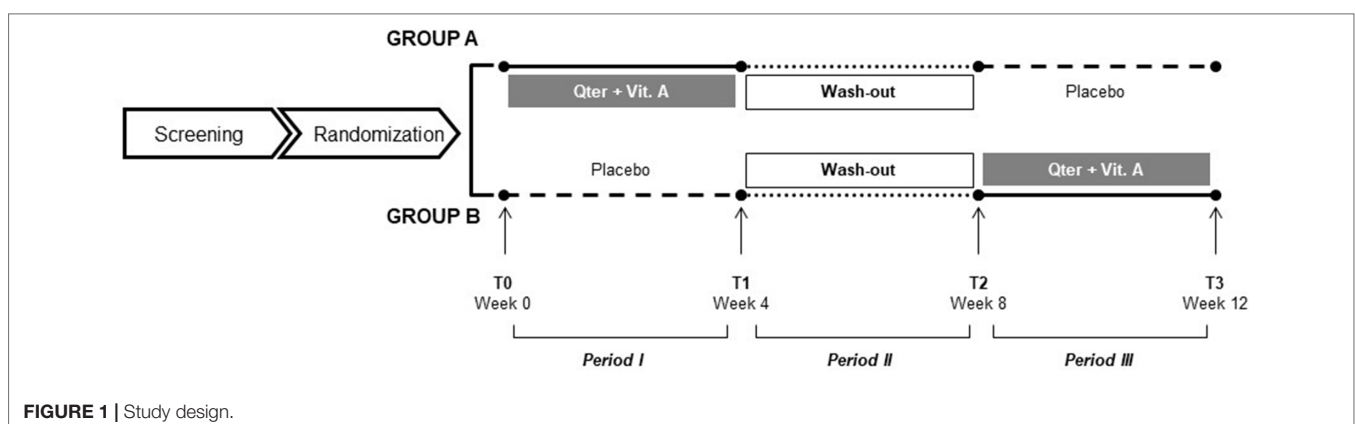 GROUP A
Qter + Vit. A
Wash-out
Placebo
Screening
Randomization
Placebo
Wash-out
Qter + Vit. A
GROUP B
T0
Week 0
T1
Week 4
T2
Week 8
T3
Week 12
Period I
Period II
Period III
FIGURE 1 | Study design.